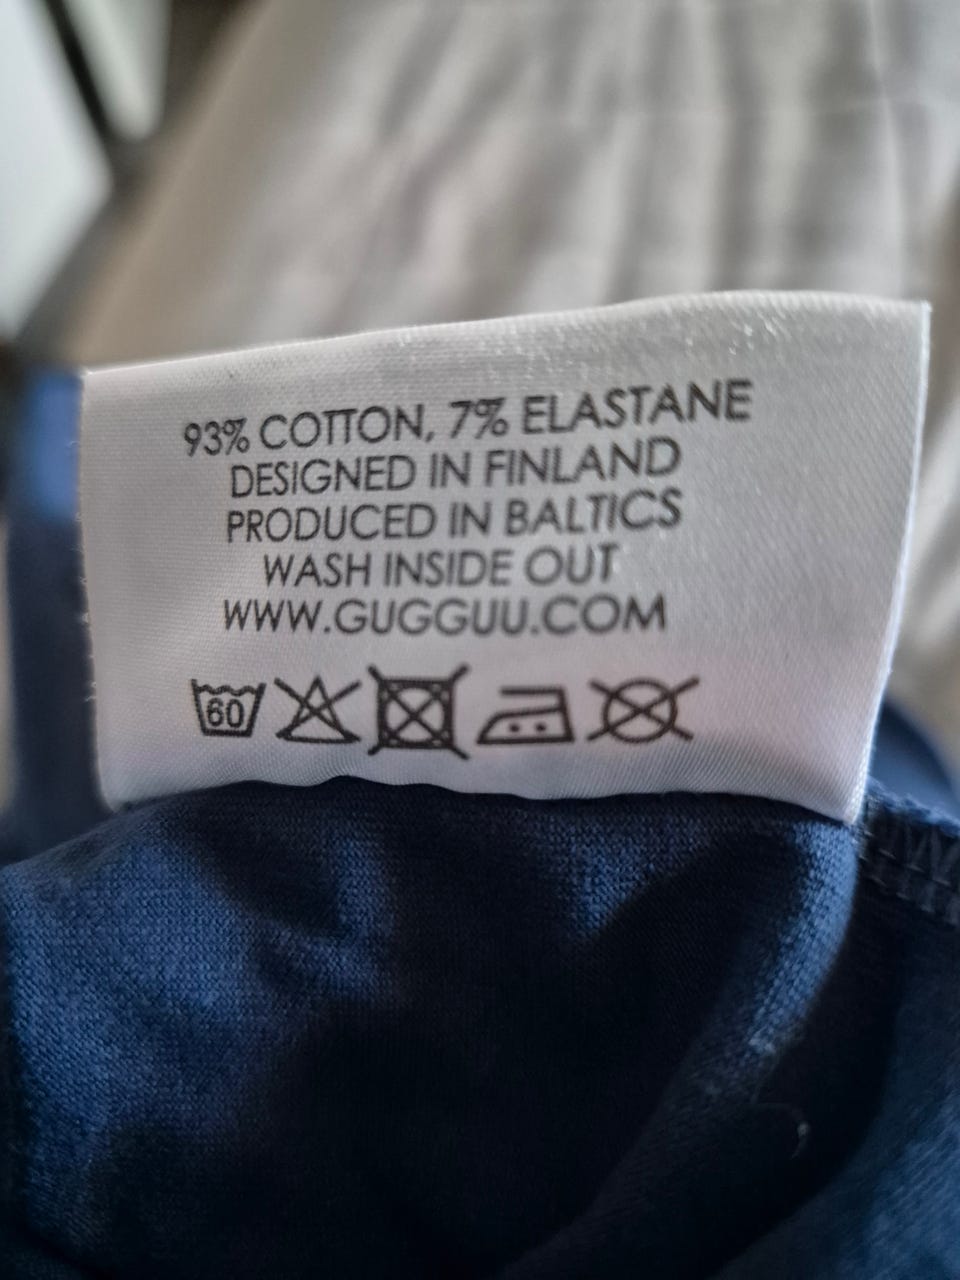 93% COTTON, 7% ELASTANE
DESIGNED IN FINLAND
PRODUCED IN BALTICS
WASH INSIDE OUT
WWW.GUGGUU.COM
60